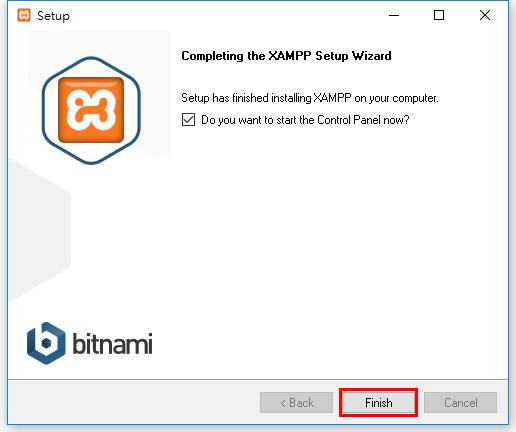 Setup
Completing the XAMPP Setup Wizard
Setup has finished installing XAMPP on your computer.
Do you want to start the Control Panel now?
bitnami
< Back
Finish
Cancel